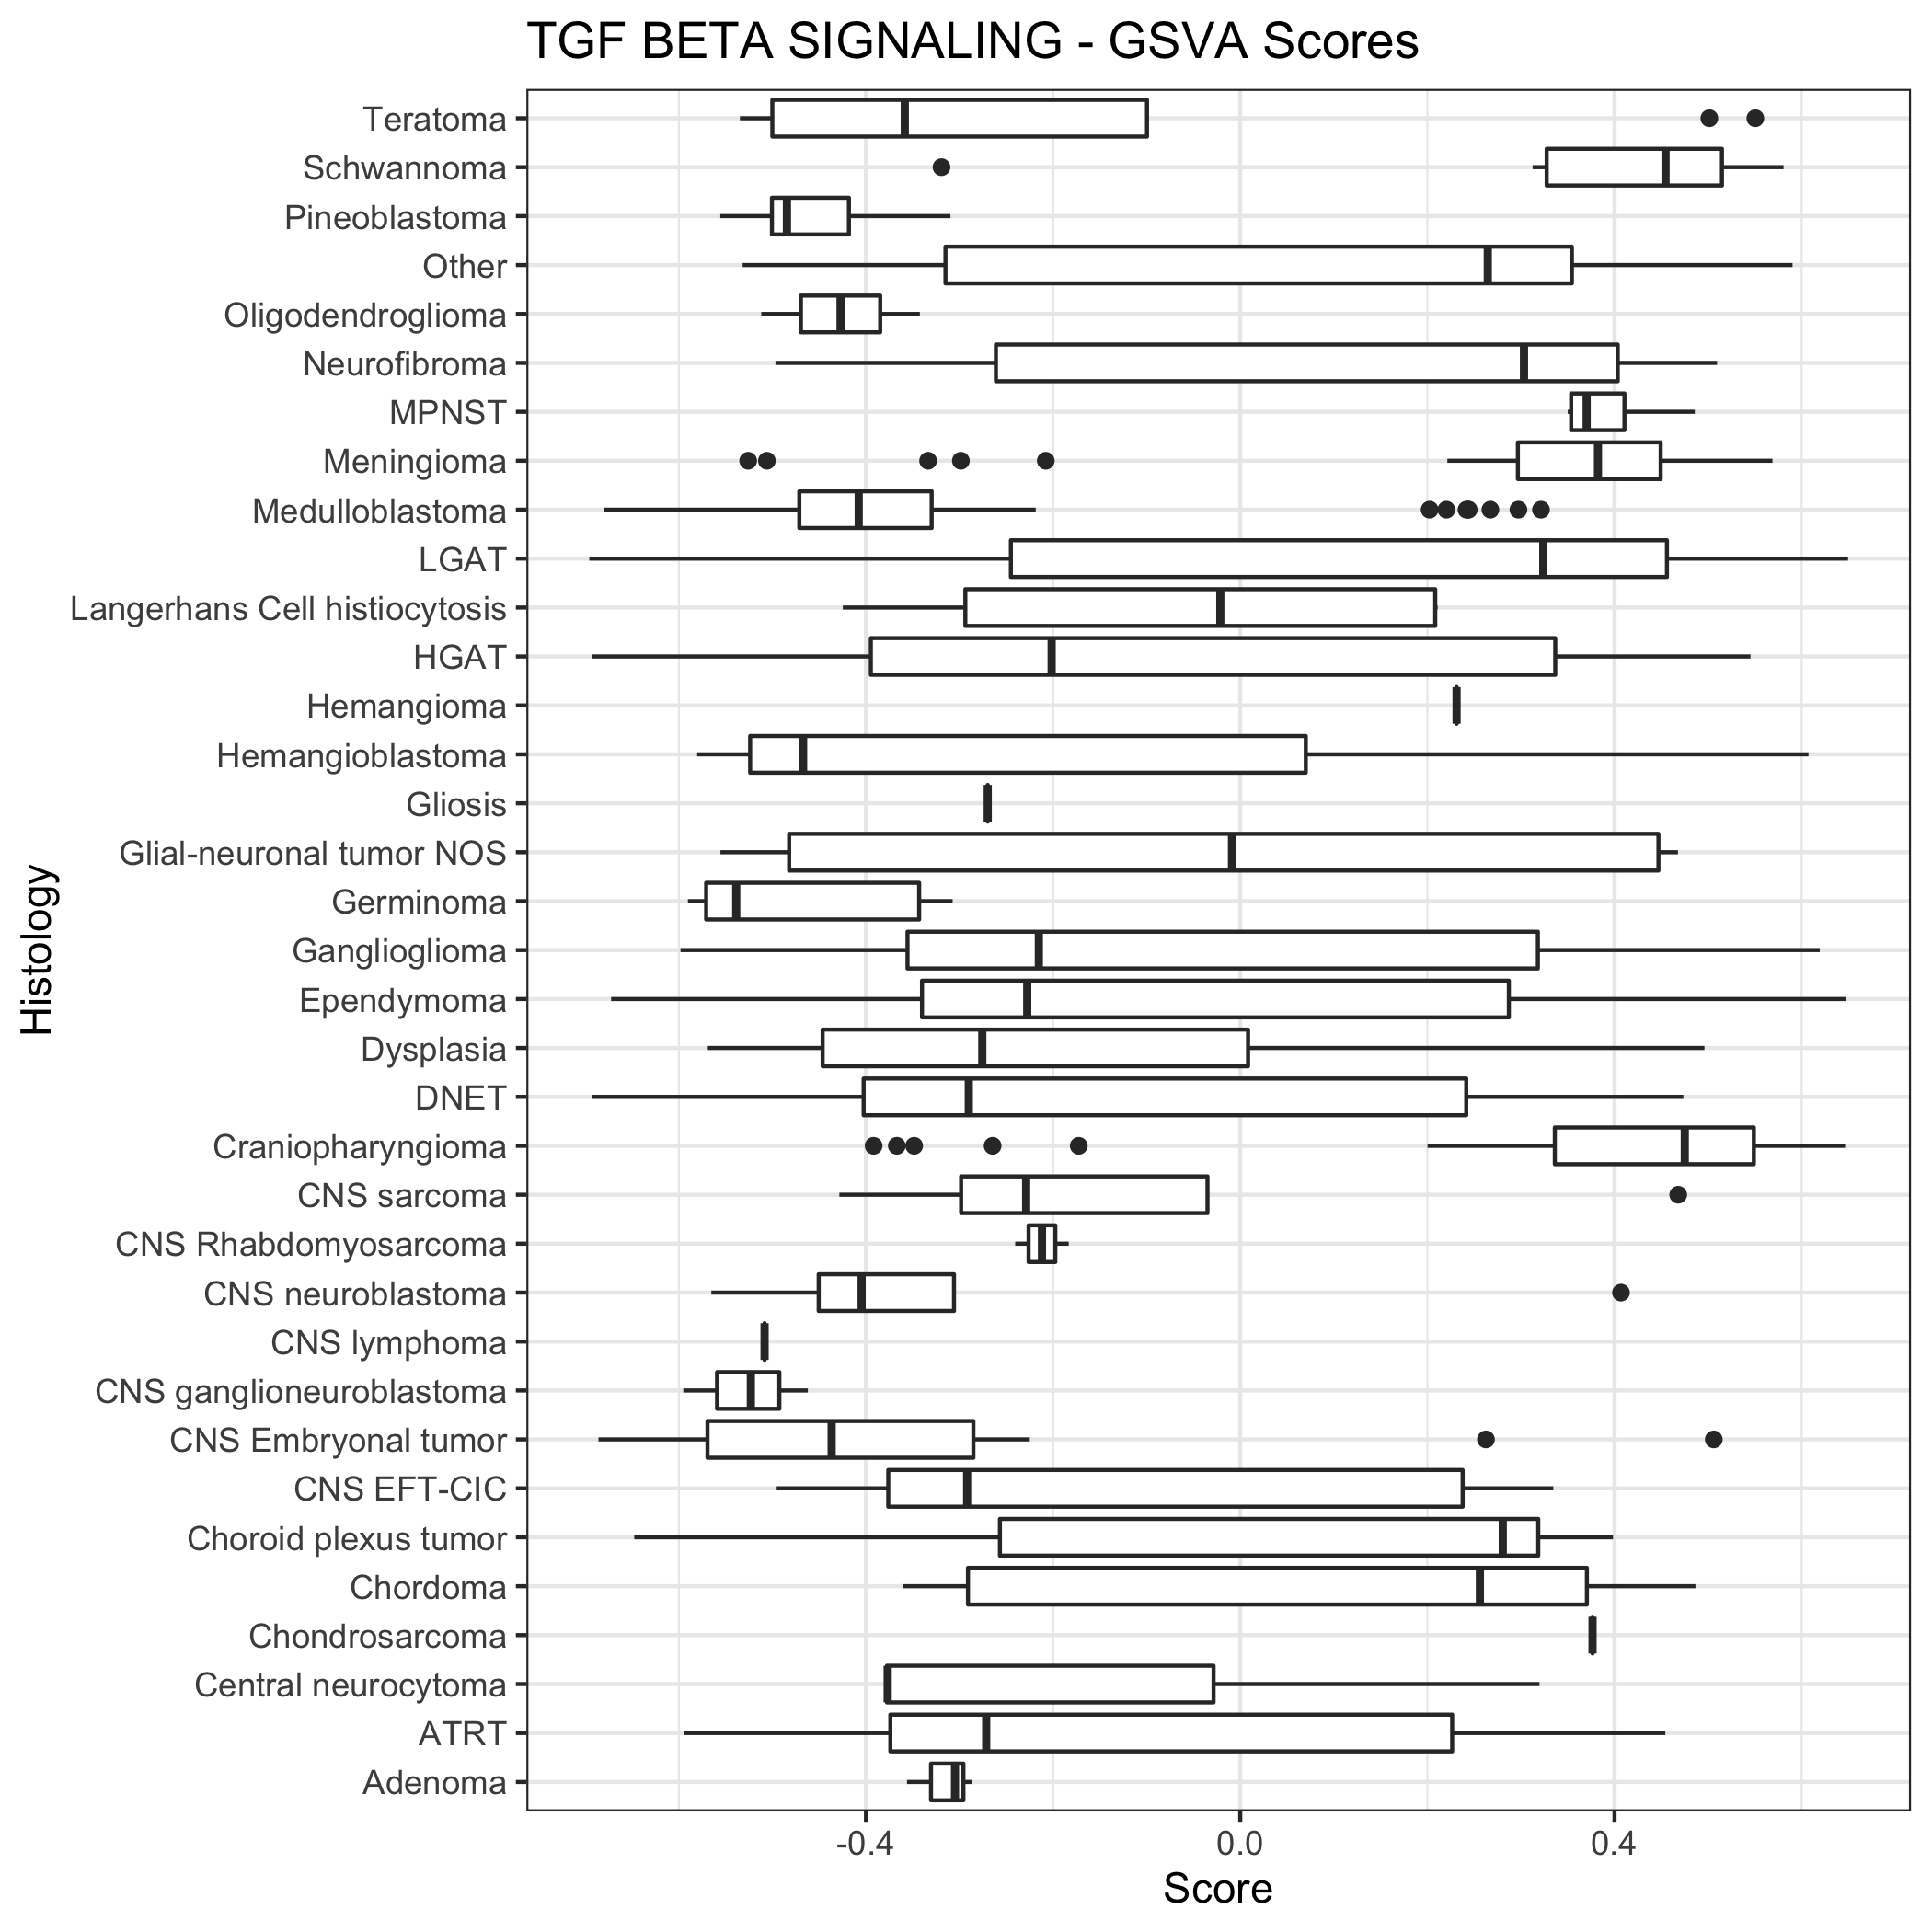 TGF BETA SIGNALING - GSVA Scores
Teratoma
Schwannoma
Pineoblastoma
Other
Oligodendroglioma
Neurofibroma
MPNST
Meningioma
Medulloblastoma
LGAT
Langerhans Cell histiocytosis
HGAT
Hemangioma
Hemangioblastoma
Gliosis
Glial-neuronal tumor NOS
Germinoma
Ganglioglioma
Ependymoma
Dysplasia
DNET
Craniopharyngioma
CNS sarcoma
CNS Rhabdomyosarcoma
CNS neuroblastoma
CNS lymphoma
CNS ganglioneuroblastoma
CNS Embryonal tumor
CNS EFT-CIC
Choroid plexus tumor
Chordoma
Chondrosarcoma
Central neurocytoma
ATRT
Adenoma
Histology
-0.4 0.0 0.4
Score